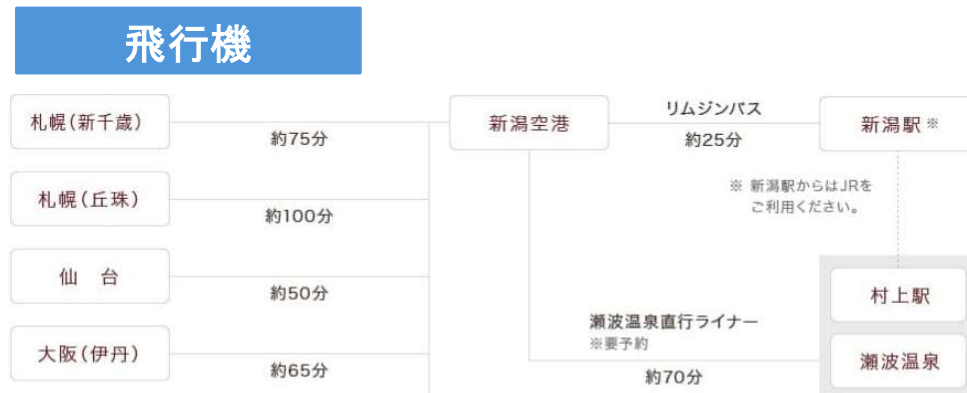 飛行機
札幌(新千歳)
約75分
新潟空港
リムジンバス
約25分
新潟駅※
札幌(丘珠)
約100分
※ 新潟駅からはJRを
ご利用ください。
仙 台
約50分
村上駅
大阪(伊丹)
約65分
瀬波温泉直行ライナー
※要予約
約70分
瀬波温泉